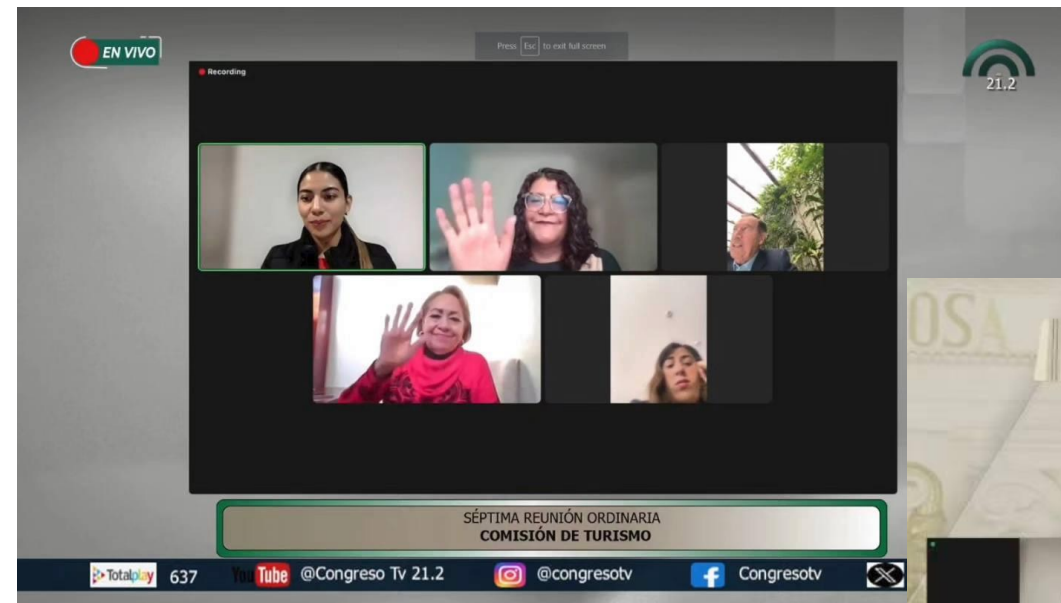 EN VIVO
Press Esc to exit full screen
21.2
Recording
OSA
SÉPTIMA REUNIÓN ORDINARIA
COMISIÓN DE TURISMO
Totalplay 637 YouTube @Congreso Tv 21.2 @congresotv Congresotv